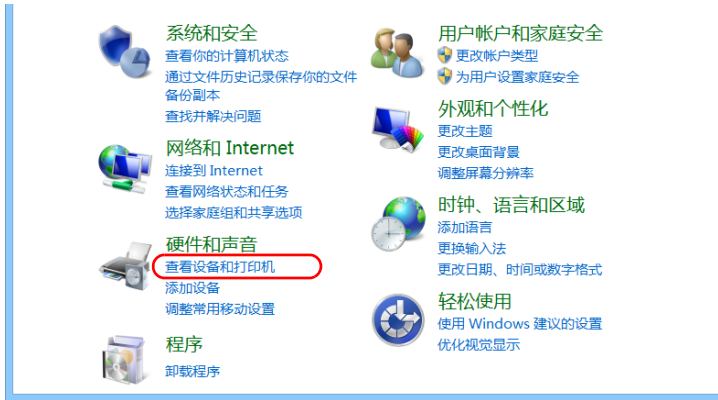 系统和安全
查看你的计算机状态
通过文件历史记录保存你的文件
备份副本
查找并解决问题
网络和 Internet
连接到 Internet
查看网络状态和任务
选择家庭组和共享选项
硬件和声音
查看设备和打印机
添加设备
调整常用移动设置
程序
卸载程序
用户帐户和家庭安全
更改帐户类型
为用户设置家庭安全
外观和个性化
更改主题
更改桌面背景
调整屏幕分辨率
时钟、语言和区域
添加语言
更换输入法
更改日期、时间或数字格式
轻松使用
使用 Windows 建议的设置
优化视觉显示